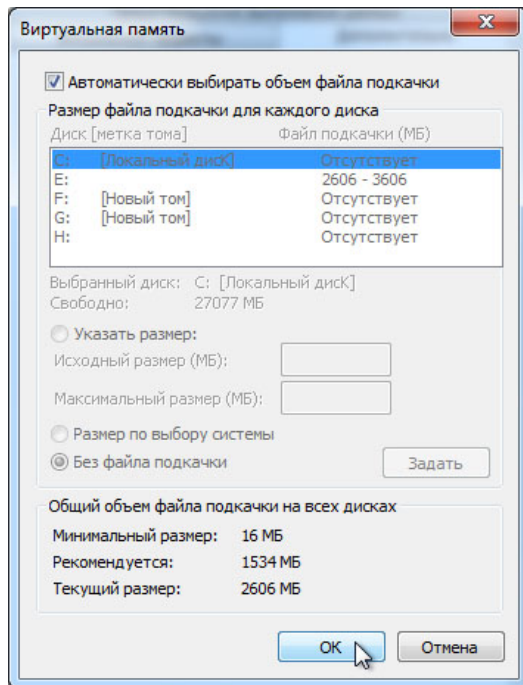 Виртуальная память
Автоматически выбирать объем файла подкачки
Размер файла подкачки для каждого диска
Диск [метка тома] Файл подкачки (МБ)
C: [Локальный дисК] Отсутствует
E: 2606 - 3606
F: [Новый том] Отсутствует
G: [Новый том] Отсутствует
H: Отсутствует
Выбранный диск: C: [Локальный дисК]
Свободно: 27077 МБ
Указать размер:
Исходный размер (МБ):
Максимальный размер (МБ):
Размер по выбору системы
Без файла подкачки Задать
Общий объем файла подкачки на всех дисках
Минимальный размер: 16 МБ
Рекомендуется: 1534 МБ
Текущий размер: 2606 МБ
ОК Отмена